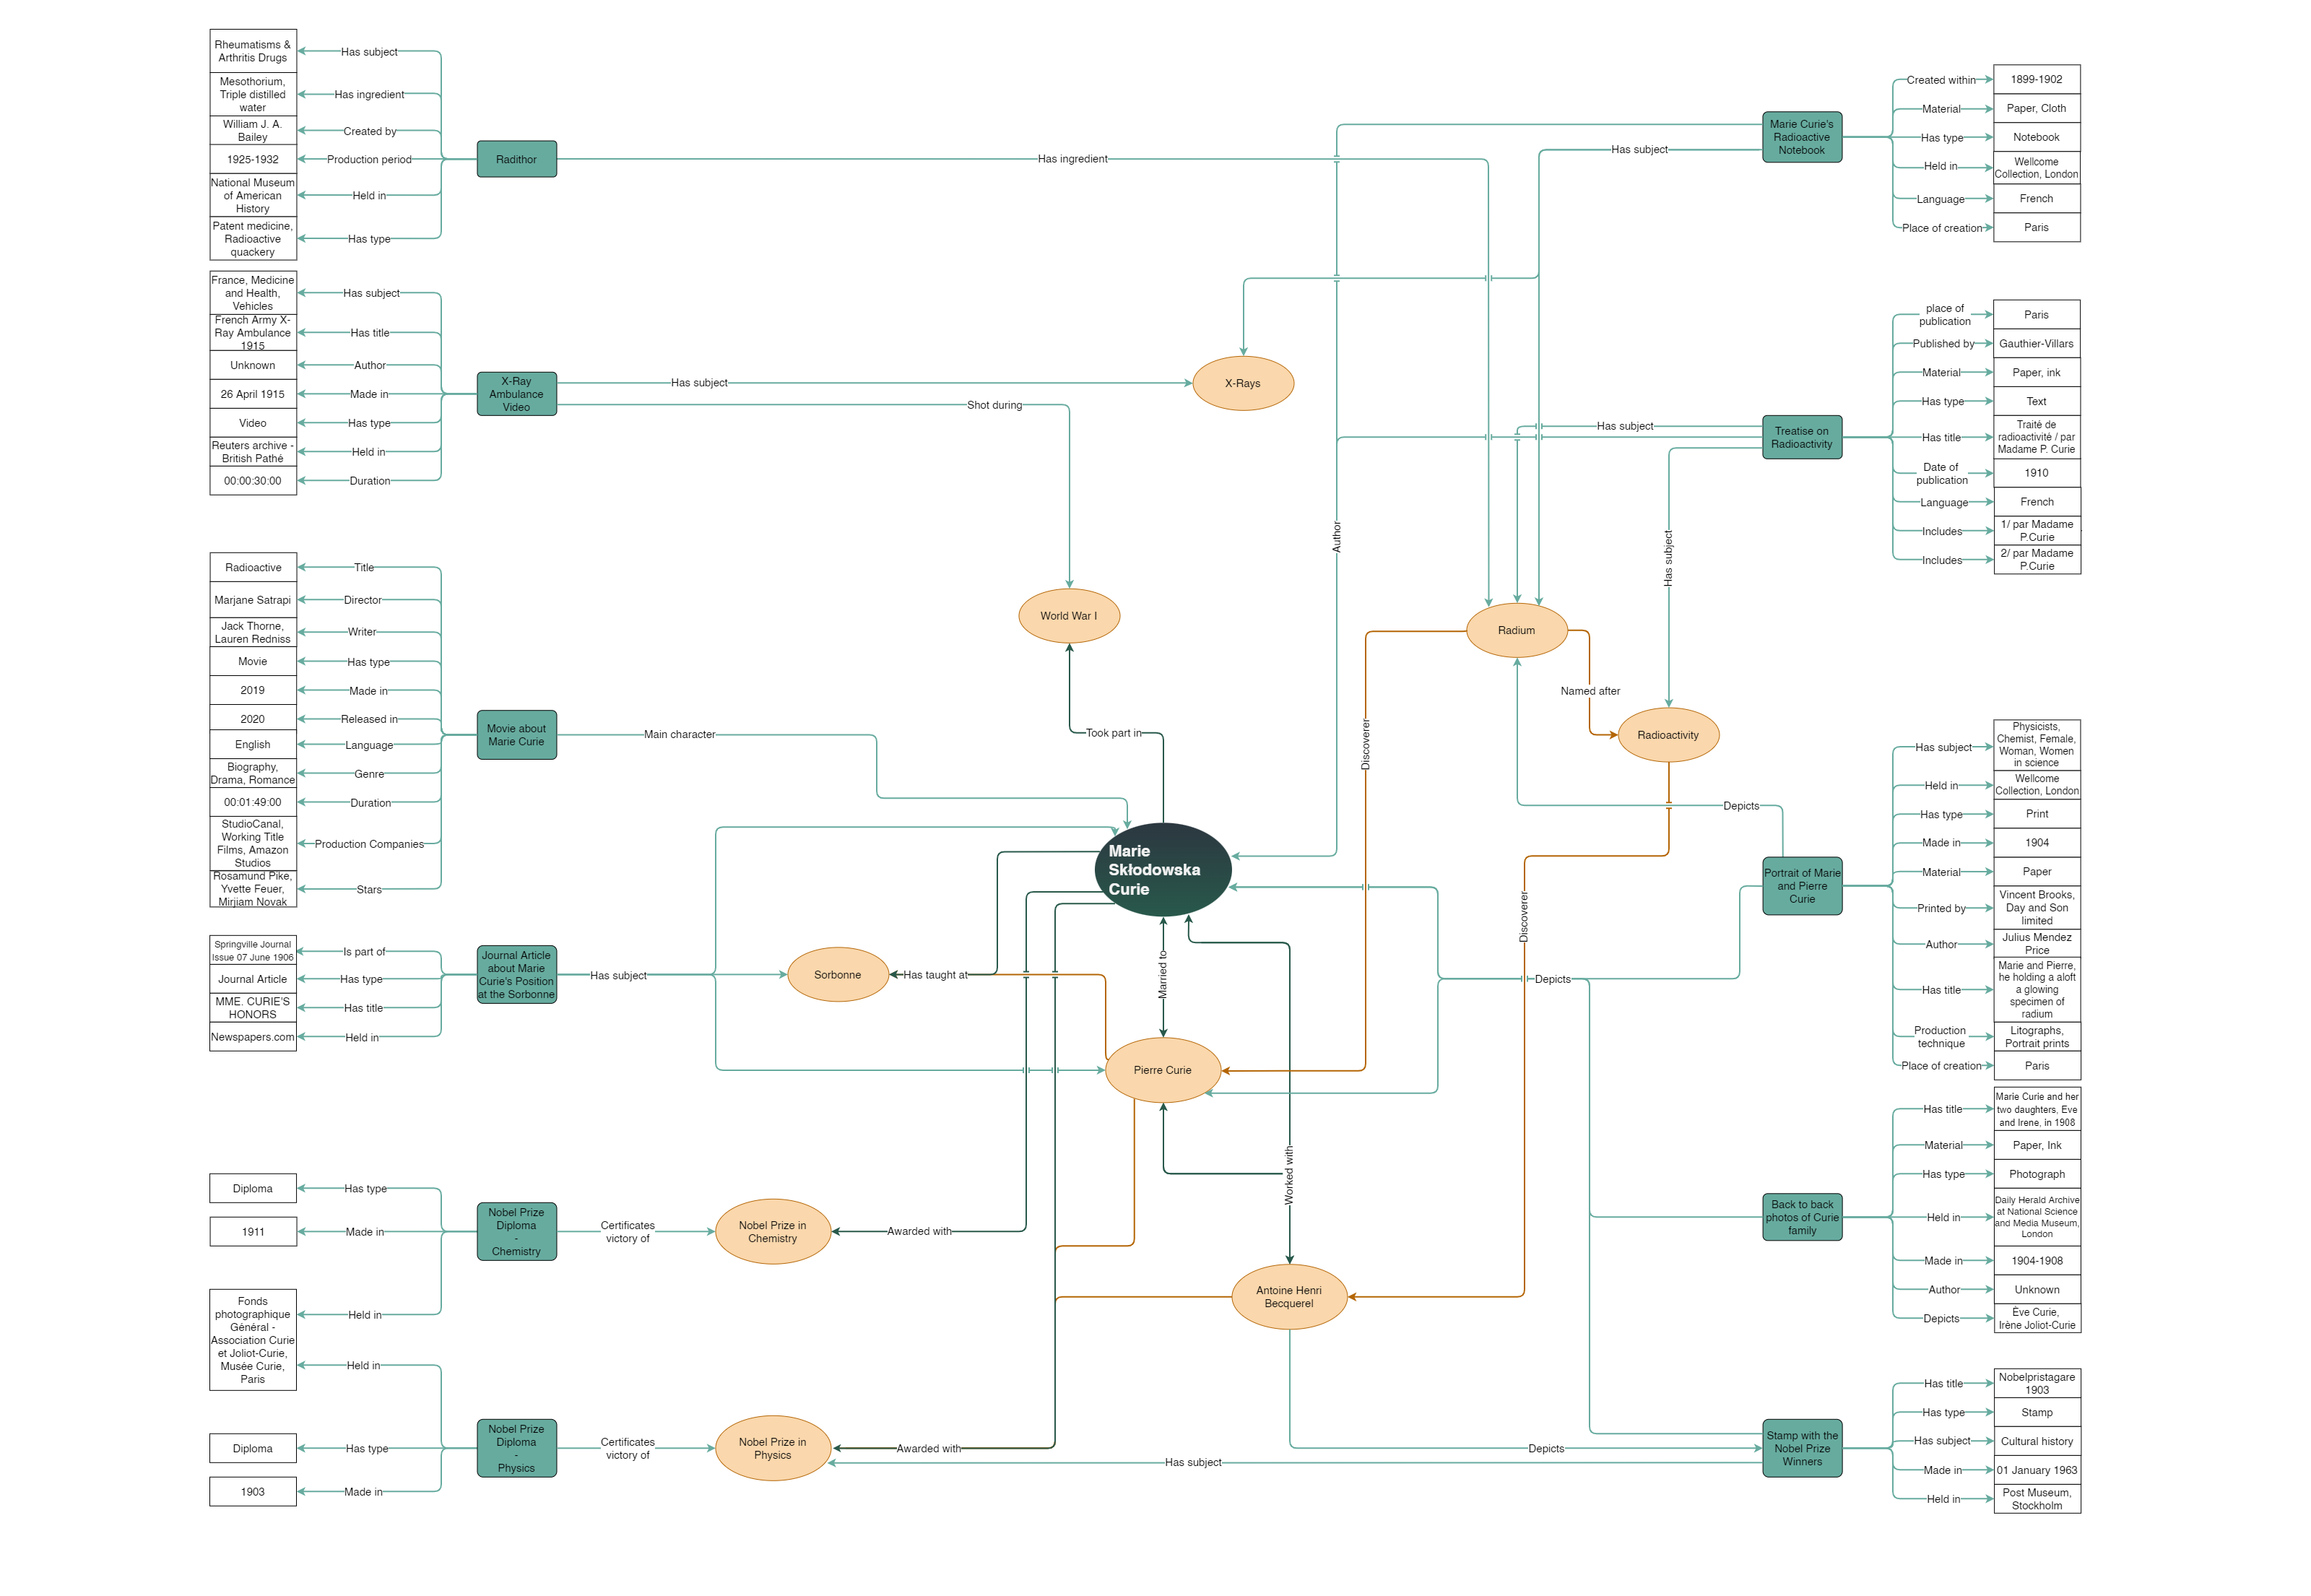 Rheumatisms &
Arthritis Drugs
Has subject
Mesothorium,
Triple distilled
water
Has ingredient
William J. A.
Bailey
Created by
1925-1932
Production period
National Museum
of American
History
Held in
Patent medicine,
Radioactive
quackery
Has type
Radithor
Has ingredient
France, Medicine
and Health,
Vehicles
Has subject
French Army X-
Ray Ambulance
1915
Has title
Unknown
Author
26 April 1915
Made in
Video
Has type
Reuters archive -
British Pathé
Held in
00:00:30:00
Duration
X-Ray
Ambulance
Video
Has subject
Shot during
X-Rays
World War I
Radioactive
Title
Marjane Satrapi
Director
Jack Thorne,
Lauren Redniss
Writer
Movie
Has type
2019
Made in
2020
Released in
English
Language
Biography,
Drama, Romance
Genre
00:01:49:00
Duration
StudioCanal,
Working Title
Films, Amazon
Studios
Production Companies
Rosamund Pike,
Yvette Feuer,
Mirjiam Novak
Stars
Movie about
Marie Curie
Main character
Took part in
Marie
Skłodowska
Curie
Springville Journal
Issue 07 June 1906
Is part of
Journal Article
Has type
MME. CURIE'S
HONORS
Has title
Newspapers.com
Held in
Journal Article
about Marie
Curie's Position
at the Sorbonne
Has subject
Sorbonne
Has taught at
Married to
Pierre Curie
Worked with
Diploma
Has type
1911
Made in
Fonds
photographique
Général -
Association Curie
et Joliot-Curie,
Musée Curie,
Paris
Held in
Held in
Diploma
Has type
1903
Made in
Nobel Prize
Diploma
-
Chemistry
Certificates
victory of
Nobel Prize in
Chemistry
Awarded with
Nobel Prize
Diploma
-
Physics
Certificates
victory of
Nobel Prize in
Physics
Awarded with
Has subject
Antoine Henri
Becquerel
Depicts
Author
Discoverer
Discoverer
Radium
Named after
Radioactivity
Has subject
Has subject
Has subject
Depicts
Depicts
Marie Curie's
Radioactive
Notebook
Created within
1899-1902
Material
Paper, Cloth
Has type
Notebook
Held in
Wellcome
Collection, London
Language
French
Place of creation
Paris
Treatise on
Radioactivity
place of
publication
Paris
Published by
Gauthier-Villars
Material
Paper, ink
Has type
Text
Has title
Traité de
radioactivité / par
Madame P. Curie
Date of
publication
1910
Language
French
Includes
1/ par Madame
P.Curie
Includes
2/ par Madame
P.Curie
Portrait of Marie
and Pierre
Curie
Has subject
Physicists,
Chemist, Female,
Woman, Women
in science
Held in
Wellcome
Collection, London
Has type
Print
Made in
1904
Material
Paper
Printed by
Vincent Brooks,
Day and Son
limited
Author
Julius Mendez
Price
Has title
Marie and Pierre,
he holding a aloft
a glowing
specimen of
radium
Production
technique
Litographs,
Portrait prints
Place of creation
Paris
Back to back
photos of Curie
family
Has title
Marie Curie and her
two daughters, Eve
and Irene, in 1908
Material
Paper, Ink
Has type
Photograph
Held in
Daily Herald Archive
at National Science
and Media Museum,
London
Made in
1904-1908
Author
Unknown
Depicts
Ève Curie,
Irène Joliot-Curie
Stamp with the
Nobel Prize
Winners
Has title
Nobelpristagare
1903
Has type
Stamp
Has subject
Cultural history
Made in
01 January 1963
Held in
Post Museum,
Stockholm